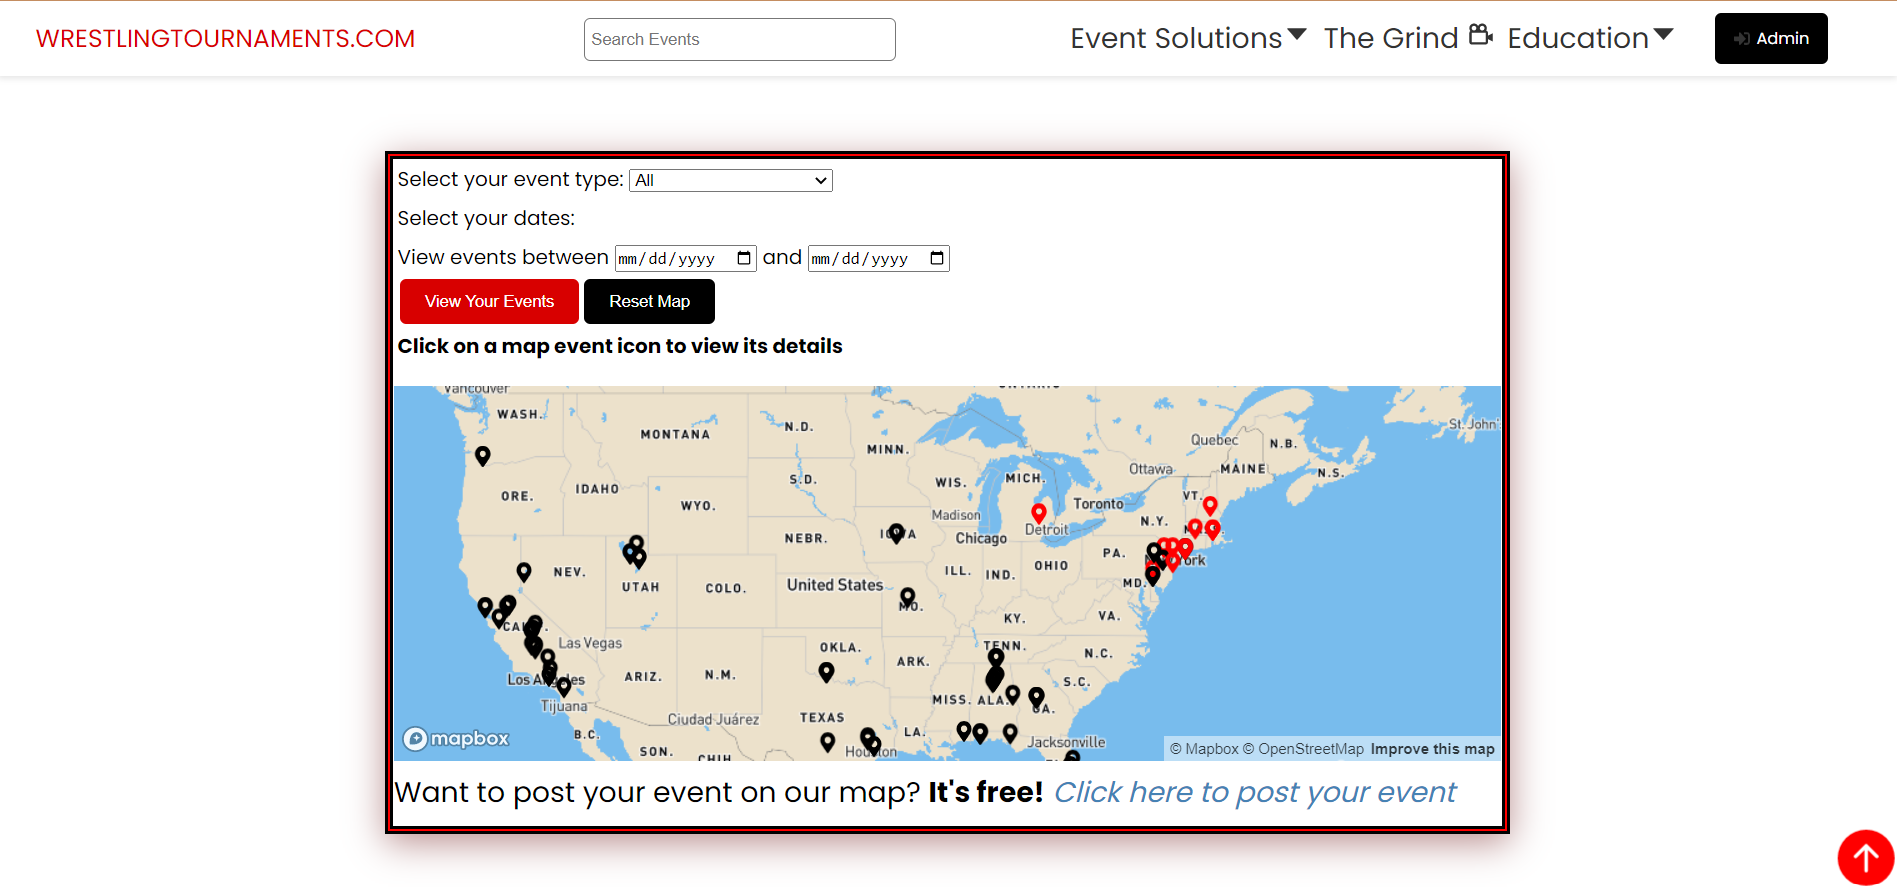 WRESTLINGTOURNAMENTS.COM
Search Events
Event Solutions
The Grind
Education
Admin
Select your event type: All
Select your dates:
View events between mm/dd/yyyy and mm/dd/yyyy
View Your Events
Reset Map
Click on a map event icon to view its details
Vancouver
ONTARIO
WASH.
MONTANA
N.D.
MINN.
Quebec
N.B.
St. John'
Ottawa
MAINE
N.S.
ORE.
IDAHO
WYO.
S.D.
WIS.
MICH.
Toronto
VT.
Madison
Detroit
N.Y.
NEBR.
Chicago
PA.
NEV.
UTAH
COLO.
United States
ILL.
IND.
OHIO
MD.
MO.
KY.
VA.
Las Vegas
OKLA.
TENN.
N.C.
ARK.
Los Angeles
ARIZ.
N.M.
S.C.
MISS.
ALA.
GA.
Tijuana
Ciudad Juárez
TEXAS
LA.
B.C.
SON.
CHIH
Houston
Jacksonville
mapbox
© Mapbox © OpenStreetMap Improve this map
Want to post your event on our map? It's free! Click here to post your event